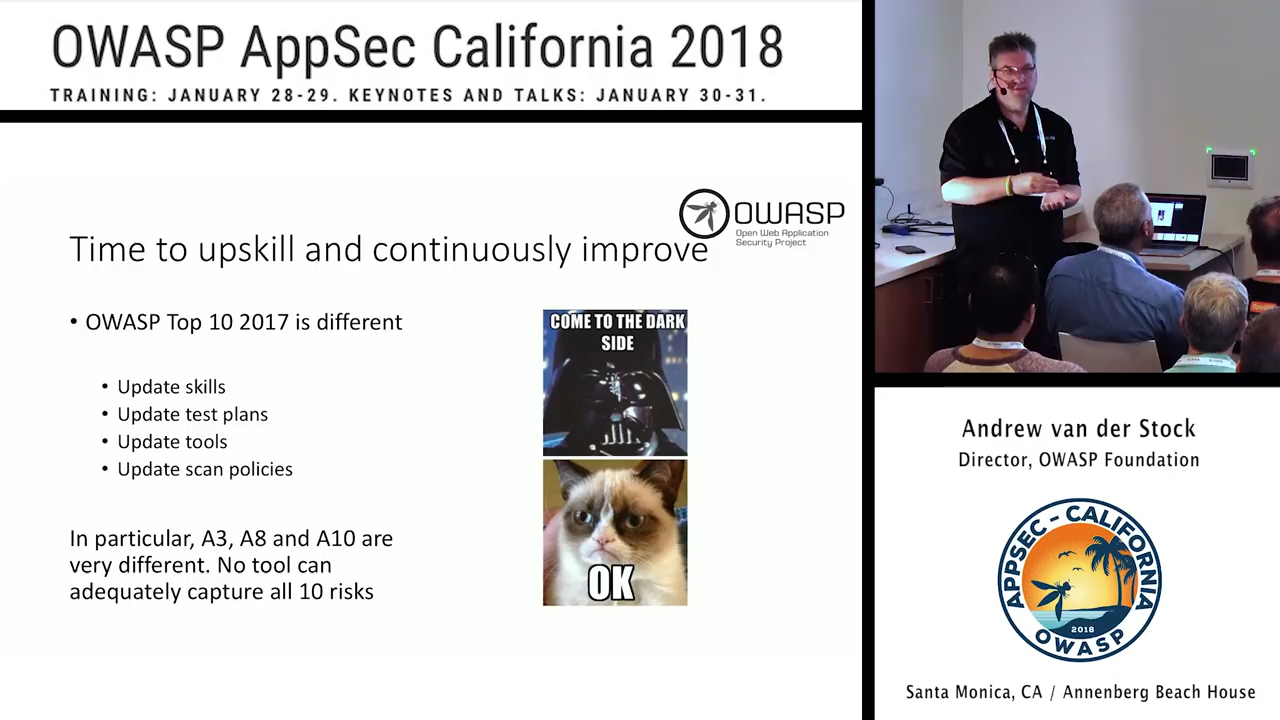 OWASP AppSec California 2018
TRAINING: JANUARY 28-29. KEYNOTES AND TALKS: JANUARY 30-31.
OWASP
Open Web Application
Security Project
Time to upskill and continuously improve
• OWASP Top 10 2017 is different
• Update skills
• Update test plans
• Update tools
• Update scan policies
In particular, A3, A8 and A10 are
very different. No tool can
adequately capture all 10 risks
COME TO THE DARK
SIDE
OK
Andrew van der Stock
Director, OWASP Foundation
APPSEC - CALIFORNIA
2018
OWASP
Santa Monica, CA / Annenberg Beach House